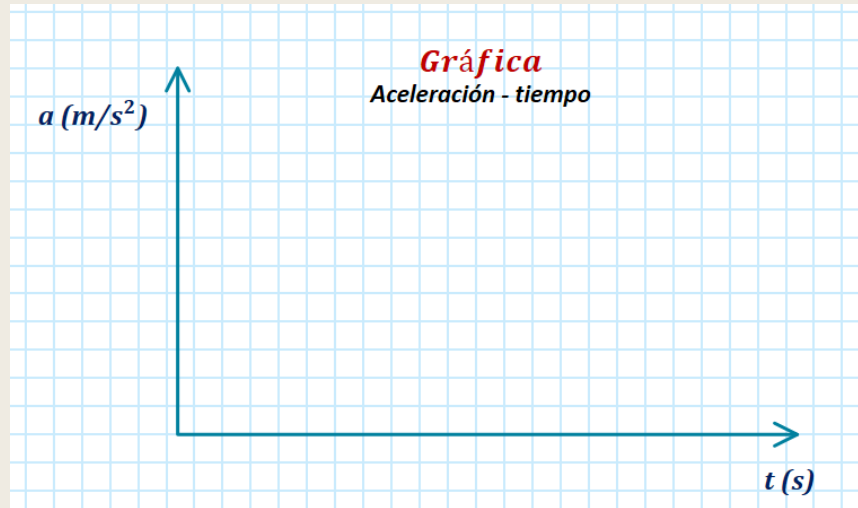 Gráfica
Aceleración - tiempo
a (m/s²)
t (s)